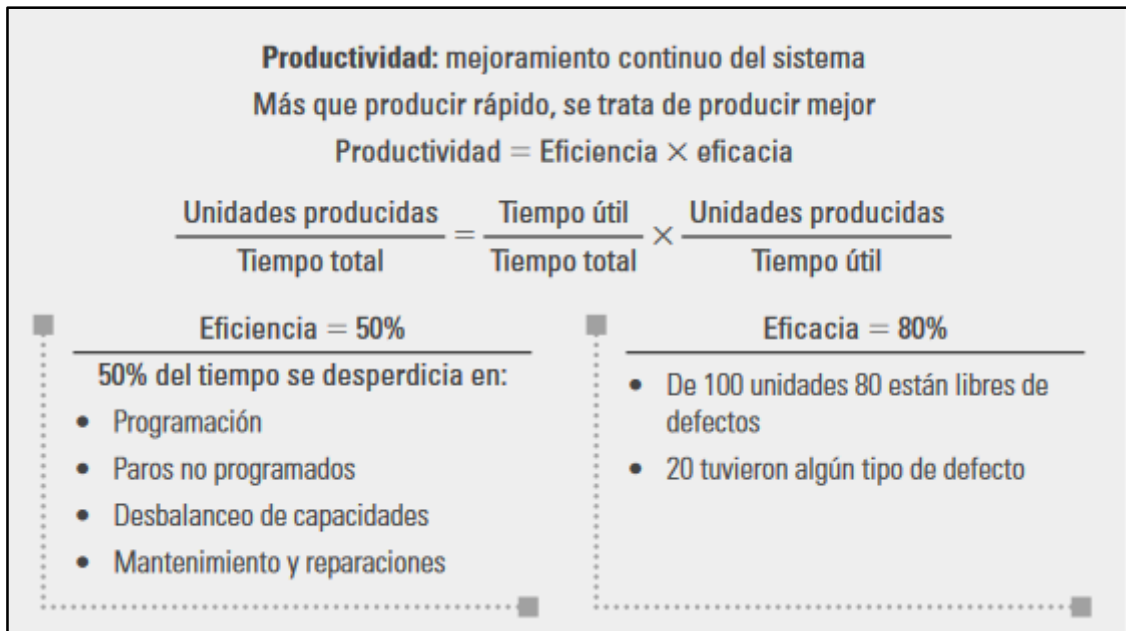 Productividad: mejoramiento continuo del sistema
Más que producir rápido, se trata de producir mejor
Productividad = Eficiencia × eficacia
Unidades producidas / Tiempo total = Tiempo útil / Tiempo total × Unidades producidas / Tiempo útil
Eficiencia = 50%
50% del tiempo se desperdicia en:
• Programación
• Paros no programados
• Desbalanceo de capacidades
• Mantenimiento y reparaciones
Eficacia = 80%
• De 100 unidades 80 están libres de
defectos
• 20 tuvieron algún tipo de defecto